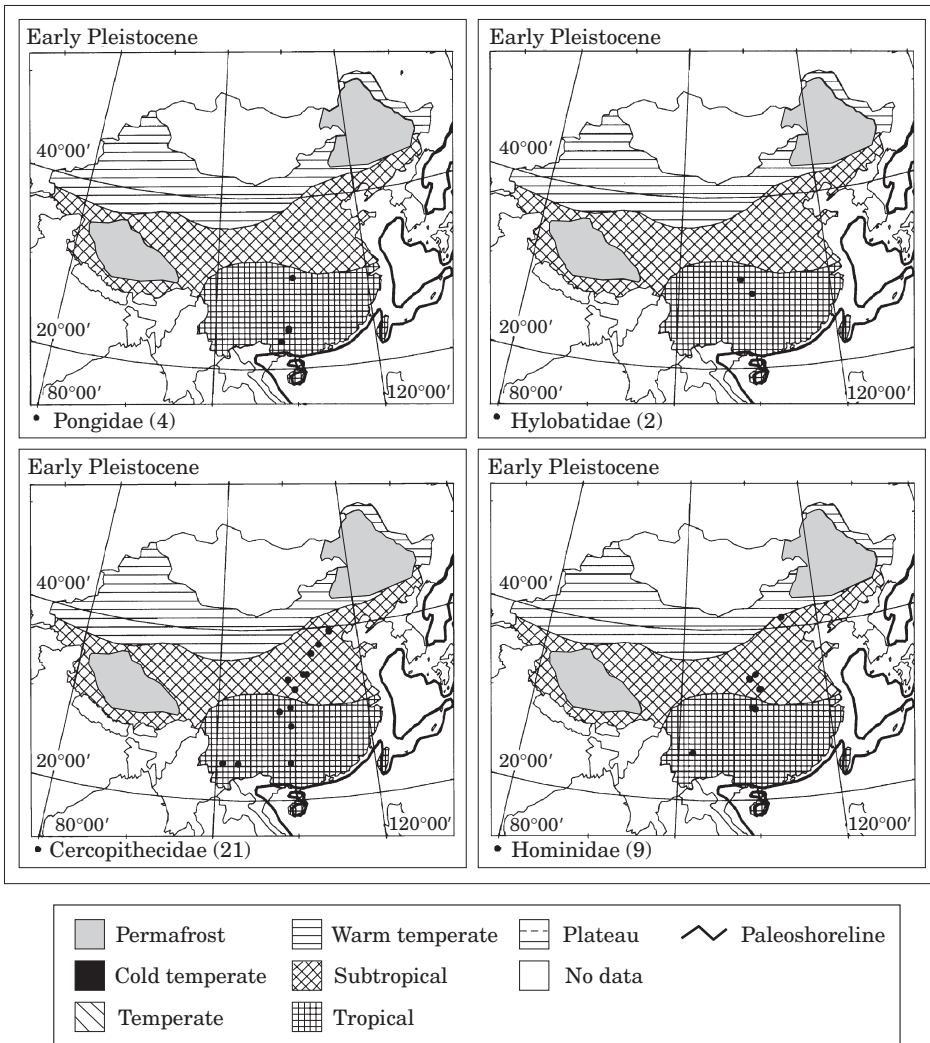 Early Pleistocene
40°00′
20°00′
80°00′
120°00′
• Pongidae (4)
Early Pleistocene
40°00′
20°00′
80°00′
120°00′
• Hylobatidae (2)
Early Pleistocene
40°00′
20°00′
80°00′
120°00′
• Cercopithecidae (21)
Early Pleistocene
40°00′
20°00′
80°00′
120°00′
• Hominidae (9)
Permafrost
Warm temperate
Plateau
Paleoshoreline
Cold temperate
Subtropical
No data
Temperate
Tropical